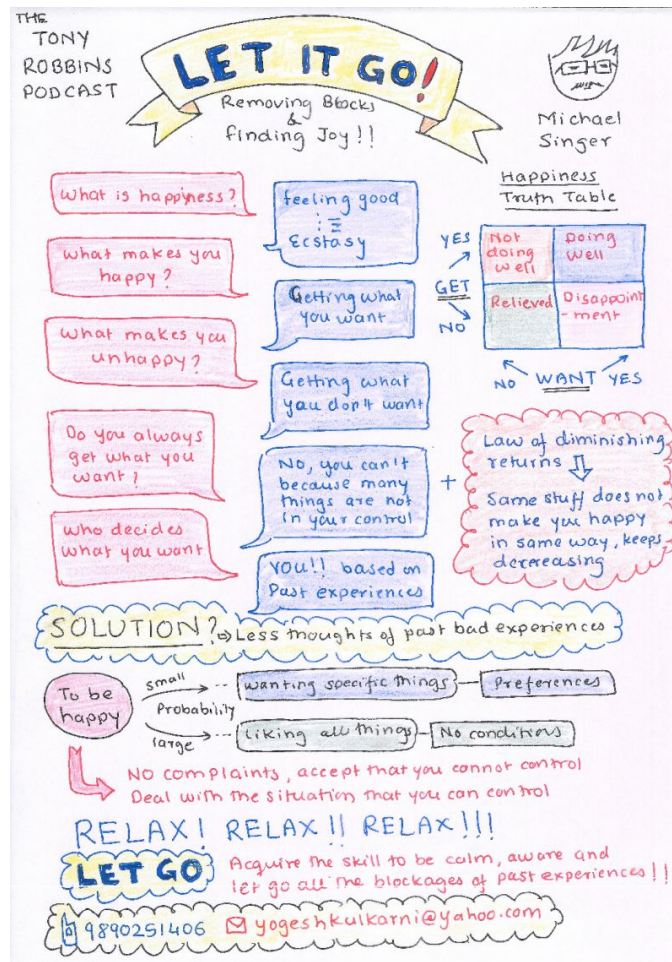 THE
TONY
ROBBINS
PODCAST
LET IT GO!
Removing Blocks
&
finding Joy!!
Michael
Singer
what is happiness?
feeling good
Ecstasy
what makes you
happy?
Getting what
you want
what makes you
unhappy?
Getting what
you don't want
Do you always
get what you
want?
No, you can't
because many
things are not
in your control
who decides
what you want
YOU!! based on
Past experiences
Happiness
Truth Table
YES
GET
NO
Not
doing
well
Doing
well
Relieved
Disappoint
-ment
NO WANT YES
+
Law of diminishing
returns
Same stuff does not
make you happy
in same way, keeps
decreasing
SOLUTION? ⇒ Less thoughts of past bad experiences
To be
happy
small
Probability
large
wanting specific things
Preferences
liking all things
No conditions
No complaints, accept that you cannot control
Deal with the situation that you can control
RELAX! RELAX!! RELAX!!!
LET GO
Acquire the skill to be calm, aware and
let go all the blockages of past experiences!!
9890251406 yogeshkulkarni@yahoo.com